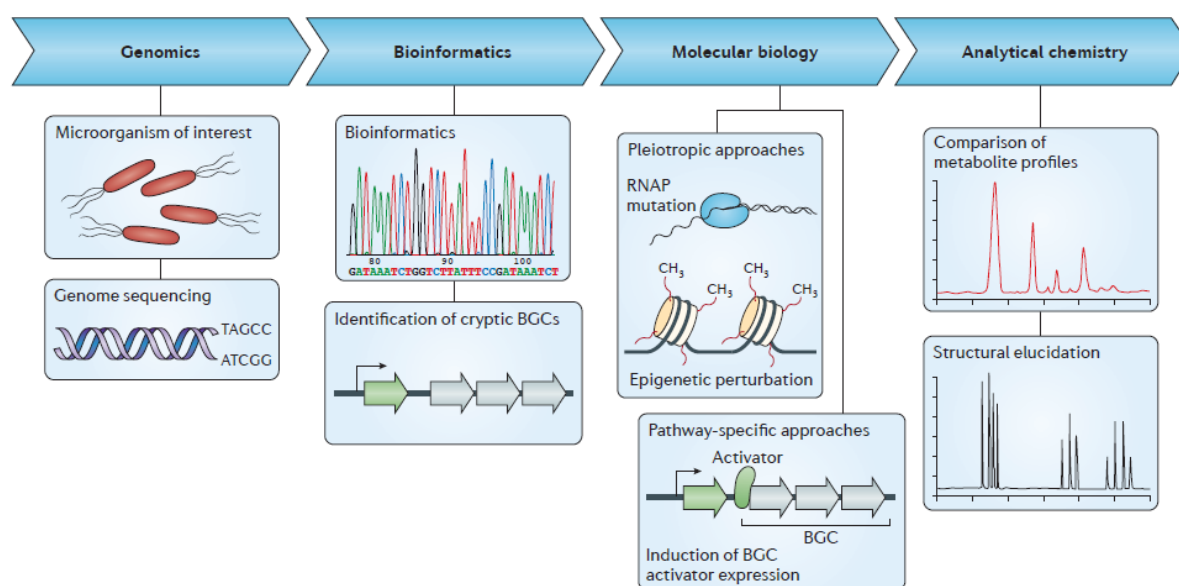 Genomics
Bioinformatics
Molecular biology
Analytical chemistry
Microorganism of interest
Genome sequencing
TAGCC
ATCGG
Bioinformatics
80 90 100
GATAAATCTGGTCTTATTTCCGATAAATCT
Identification of cryptic BGCs
Pleiotropic approaches
RNAP
mutation
CH3 CH3
CH3 CH3
Epigenetic perturbation
Pathway-specific approaches
Activator
BGC
Induction of BGC
activator expression
Comparison of
metabolite profiles
Structural elucidation